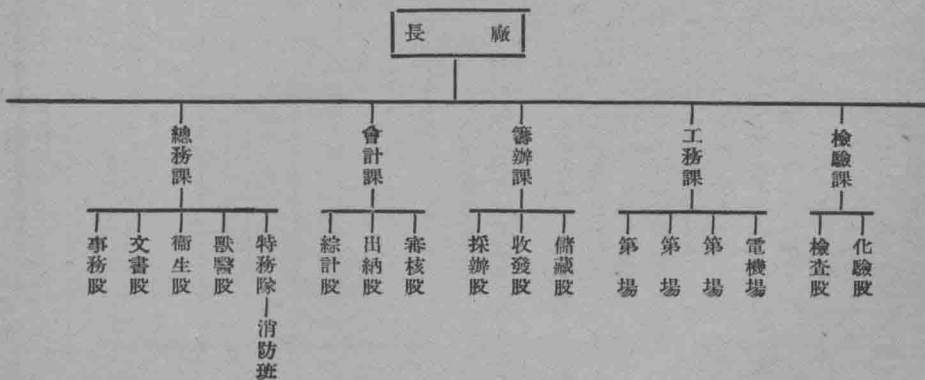 廠長
檢驗課
工務課
籌辦課
會計課
總務課
化驗股
檢查股
電機場
第 場
第 場
第 場
儲藏股
收發股
採辦股
審核股
出納股
綜計股
特務隊
消防班
獸醫股
衞生股
文書股
事務股